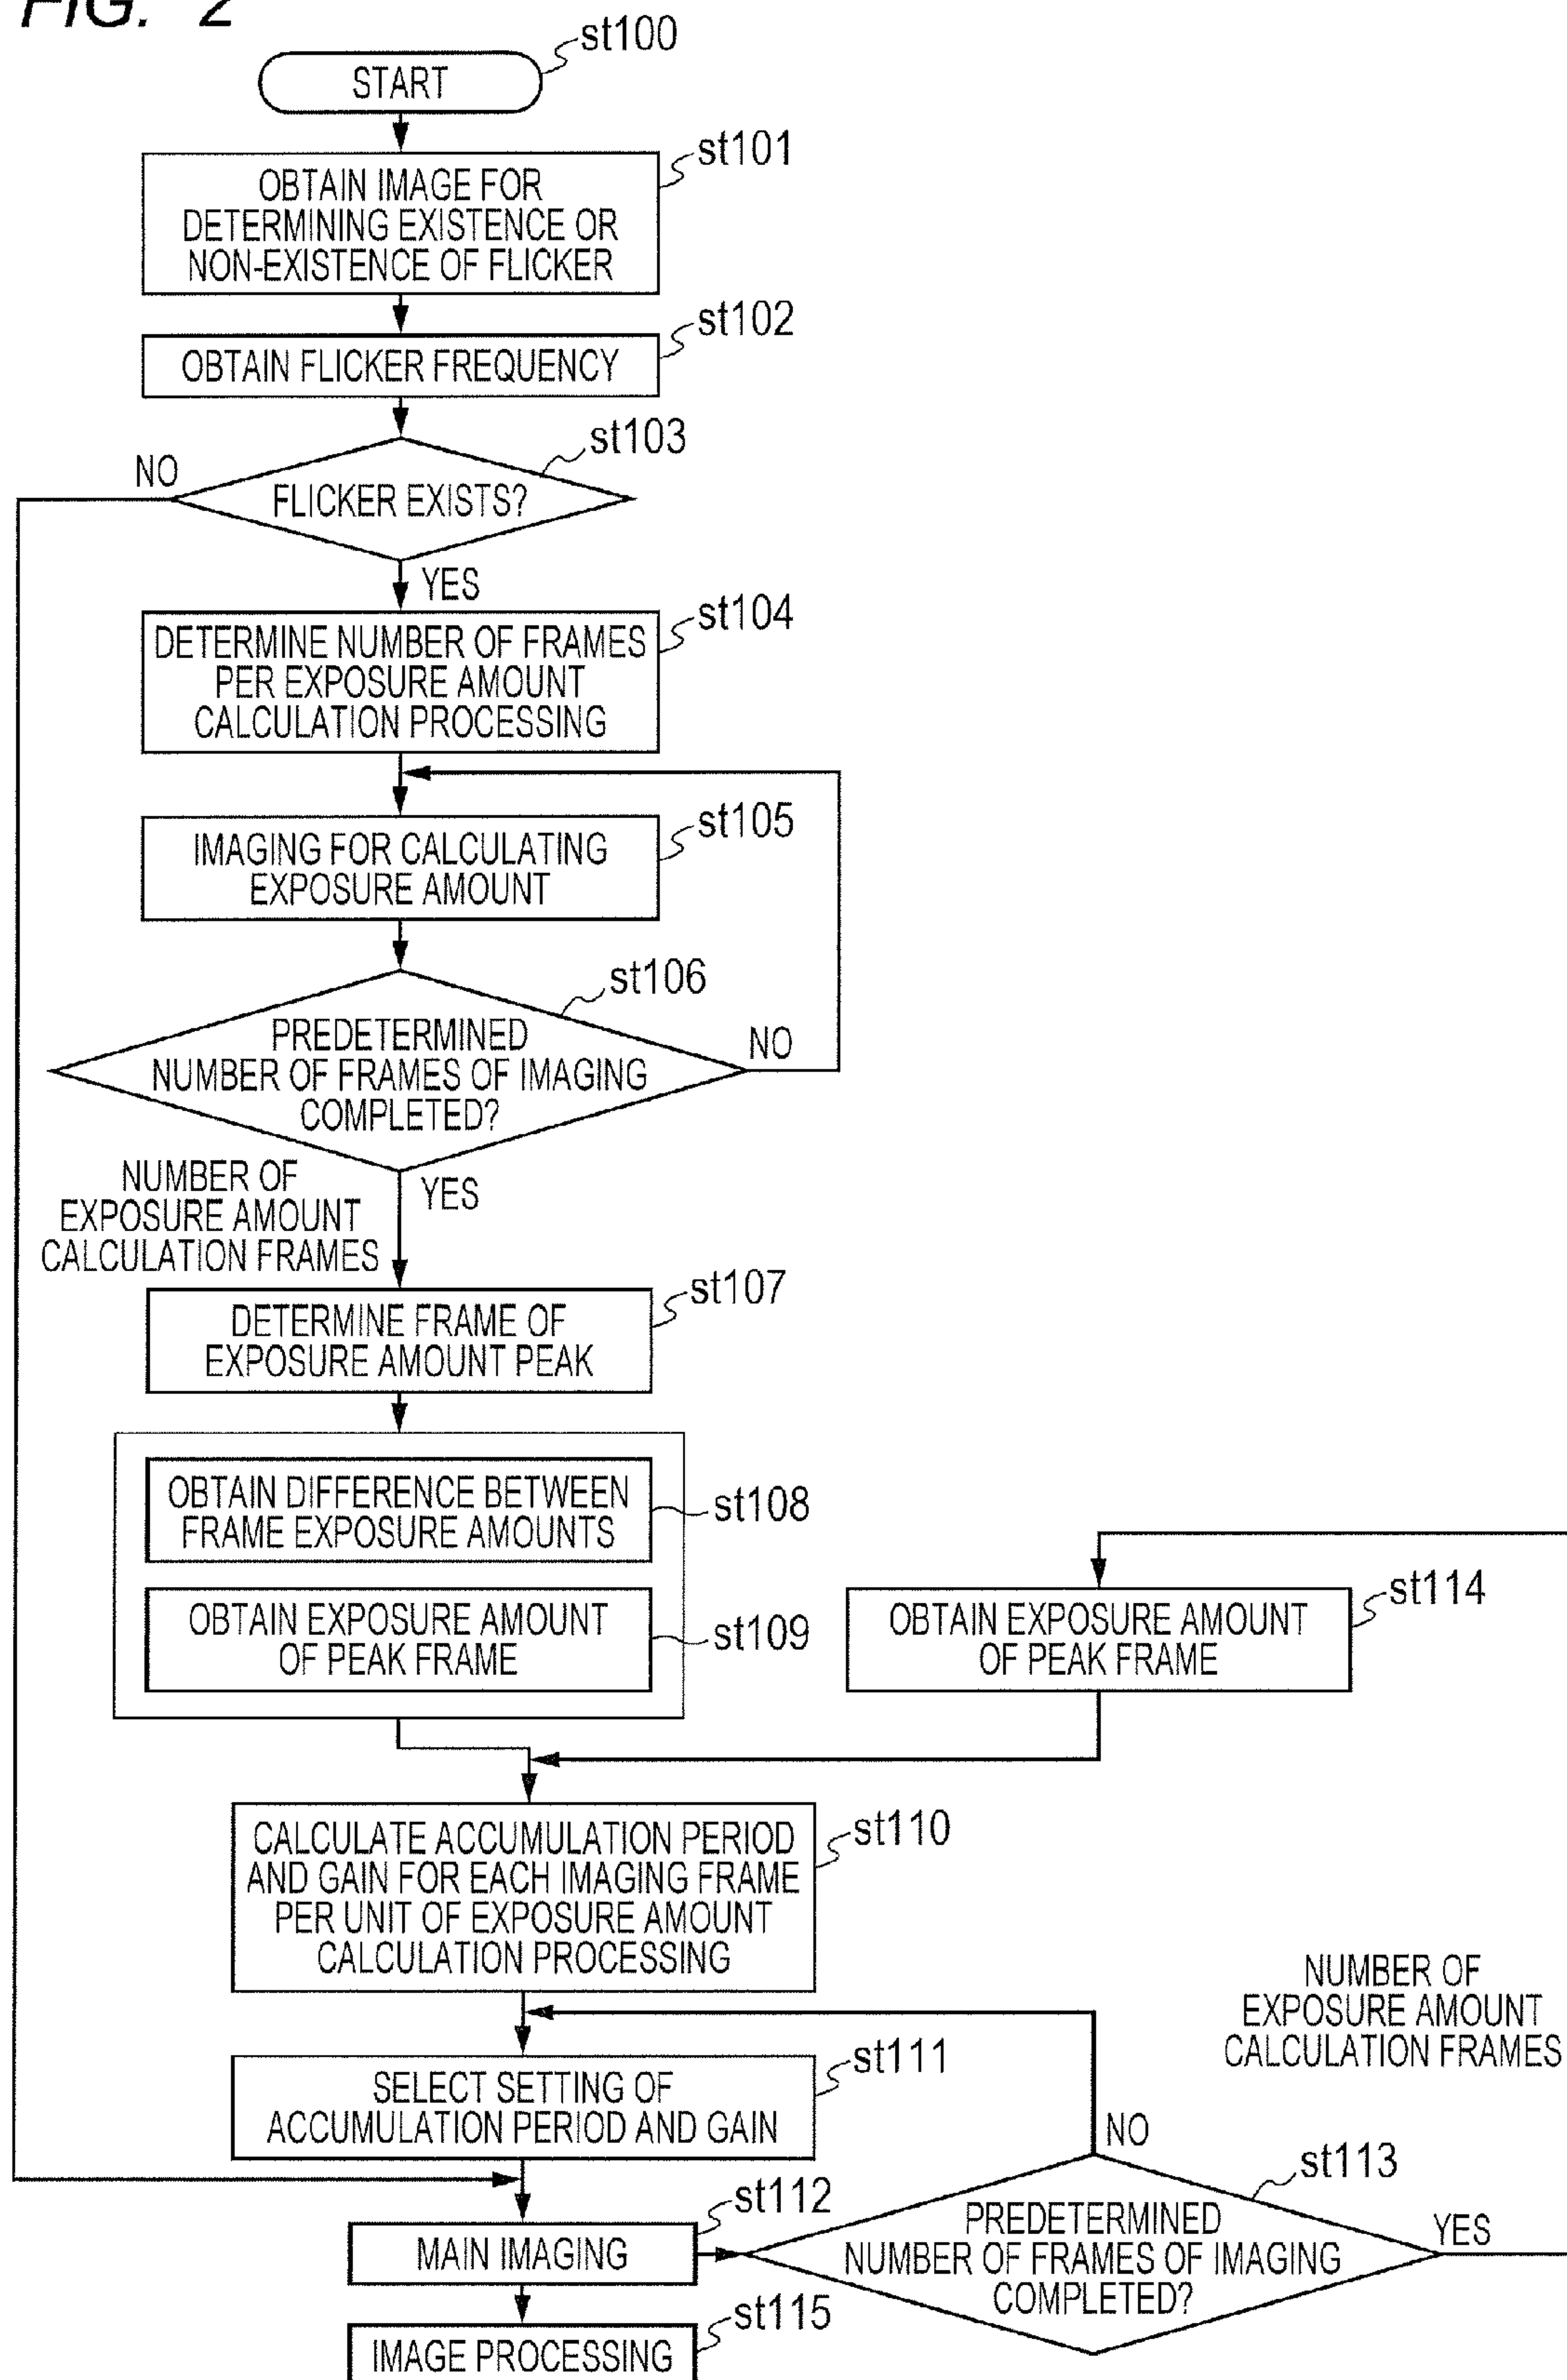 FIG. 2
st100
START
st101
OBTAIN IMAGE FOR
DETERMINING EXISTENCE OR
NON-EXISTENCE OF FLICKER
st102
OBTAIN FLICKER FREQUENCY
st103
NO
FLICKER EXISTS?
YES
st104
DETERMINE NUMBER OF FRAMES
PER EXPOSURE AMOUNT
CALCULATION PROCESSING
st105
IMAGING FOR CALCULATING
EXPOSURE AMOUNT
st106
PREDETERMINED
NUMBER OF FRAMES OF IMAGING
COMPLETED?
NO
YES
NUMBER OF
EXPOSURE AMOUNT
CALCULATION FRAMES
st107
DETERMINE FRAME OF
EXPOSURE AMOUNT PEAK
OBTAIN DIFFERENCE BETWEEN
FRAME EXPOSURE AMOUNTS
st108
OBTAIN EXPOSURE AMOUNT
OF PEAK FRAME
st109
st114
OBTAIN EXPOSURE AMOUNT
OF PEAK FRAME
st110
CALCULATE ACCUMULATION PERIOD
AND GAIN FOR EACH IMAGING FRAME
PER UNIT OF EXPOSURE AMOUNT
CALCULATION PROCESSING
NUMBER OF
EXPOSURE AMOUNT
CALCULATION FRAMES
st111
SELECT SETTING OF
ACCUMULATION PERIOD AND GAIN
NO
st113
st112
MAIN IMAGING
PREDETERMINED
NUMBER OF FRAMES OF IMAGING
COMPLETED?
YES
st115
IMAGE PROCESSING